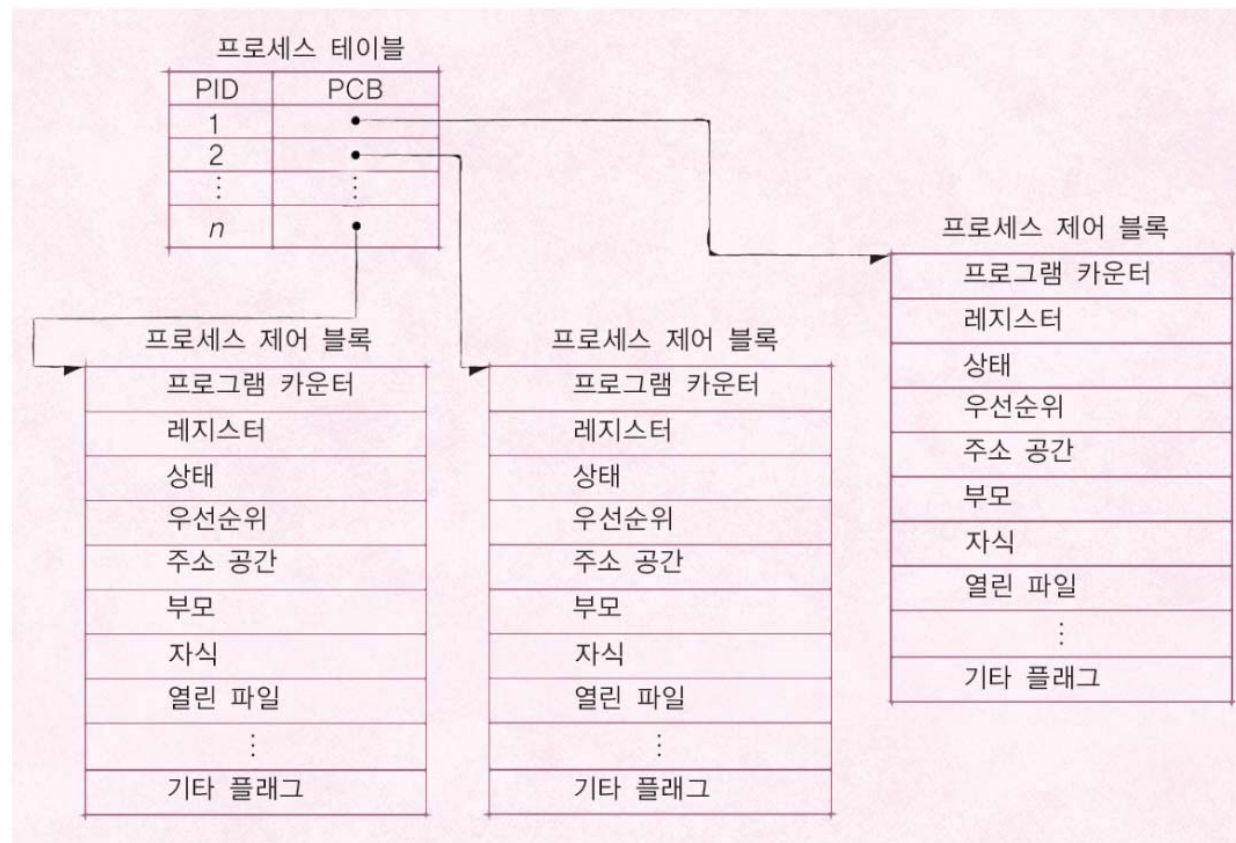 프로세스 테이블
PID PCB
1
2
⋮ ⋮
n
프로세스 제어 블록
프로그램 카운터
레지스터
상태
우선순위
주소 공간
부모
자식
열린 파일
⋮
기타 플래그
프로세스 제어 블록
프로그램 카운터
레지스터
상태
우선순위
주소 공간
부모
자식
열린 파일
⋮
기타 플래그
프로세스 제어 블록
프로그램 카운터
레지스터
상태
우선순위
주소 공간
부모
자식
열린 파일
⋮
기타 플래그